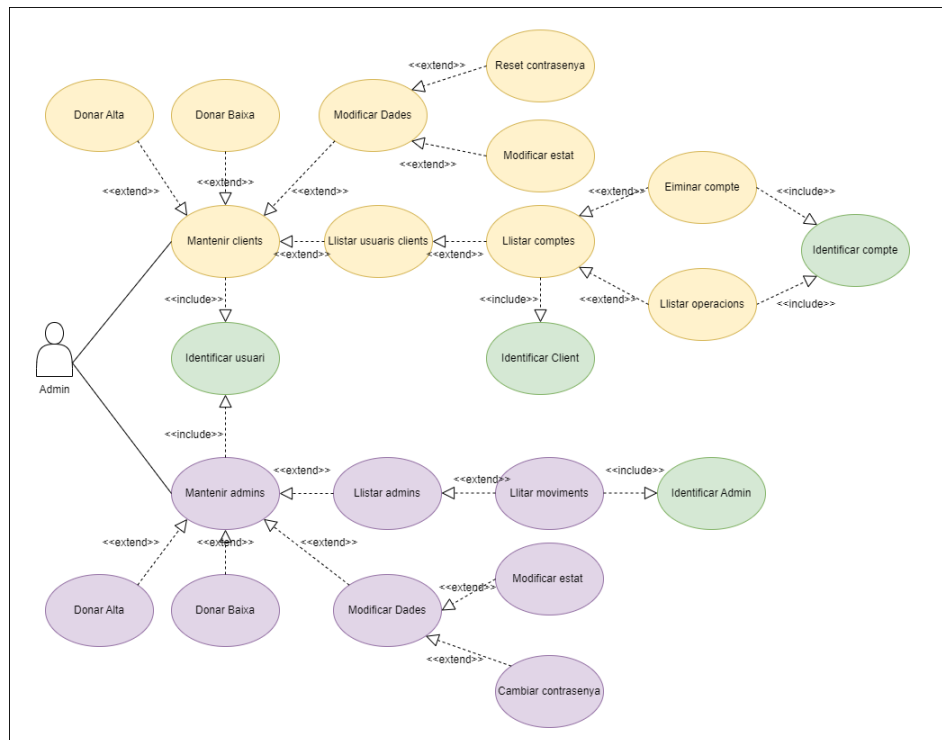 <<extend>>
Reset contrasenya
Donar Alta
Donar Baixa
Modificar Dades
<<extend>>
Modificar estat
<<extend>>
<<extend>>
<<extend>>
<<extend>>
Eiminar compte
<<include>>
Mantenir clients
<<extend>>
Llistar usuaris clients
<<extend>>
Llistar comptes
Identificar compte
<<include>>
<<include>>
<<extend>>
Llistar operacions
<<include>>
Identificar usuari
Identificar Client
Admin
<<include>>
<<extend>>
<<extend>>
<<include>>
Mantenir admins
Llistar admins
Llitar moviments
Identificar Admin
<<extend>>
<<extend>>
<<extend>>
<<extend>>
Modificar estat
Donar Alta
Donar Baixa
Modificar Dades
<<extend>>
Cambiar contrasenya